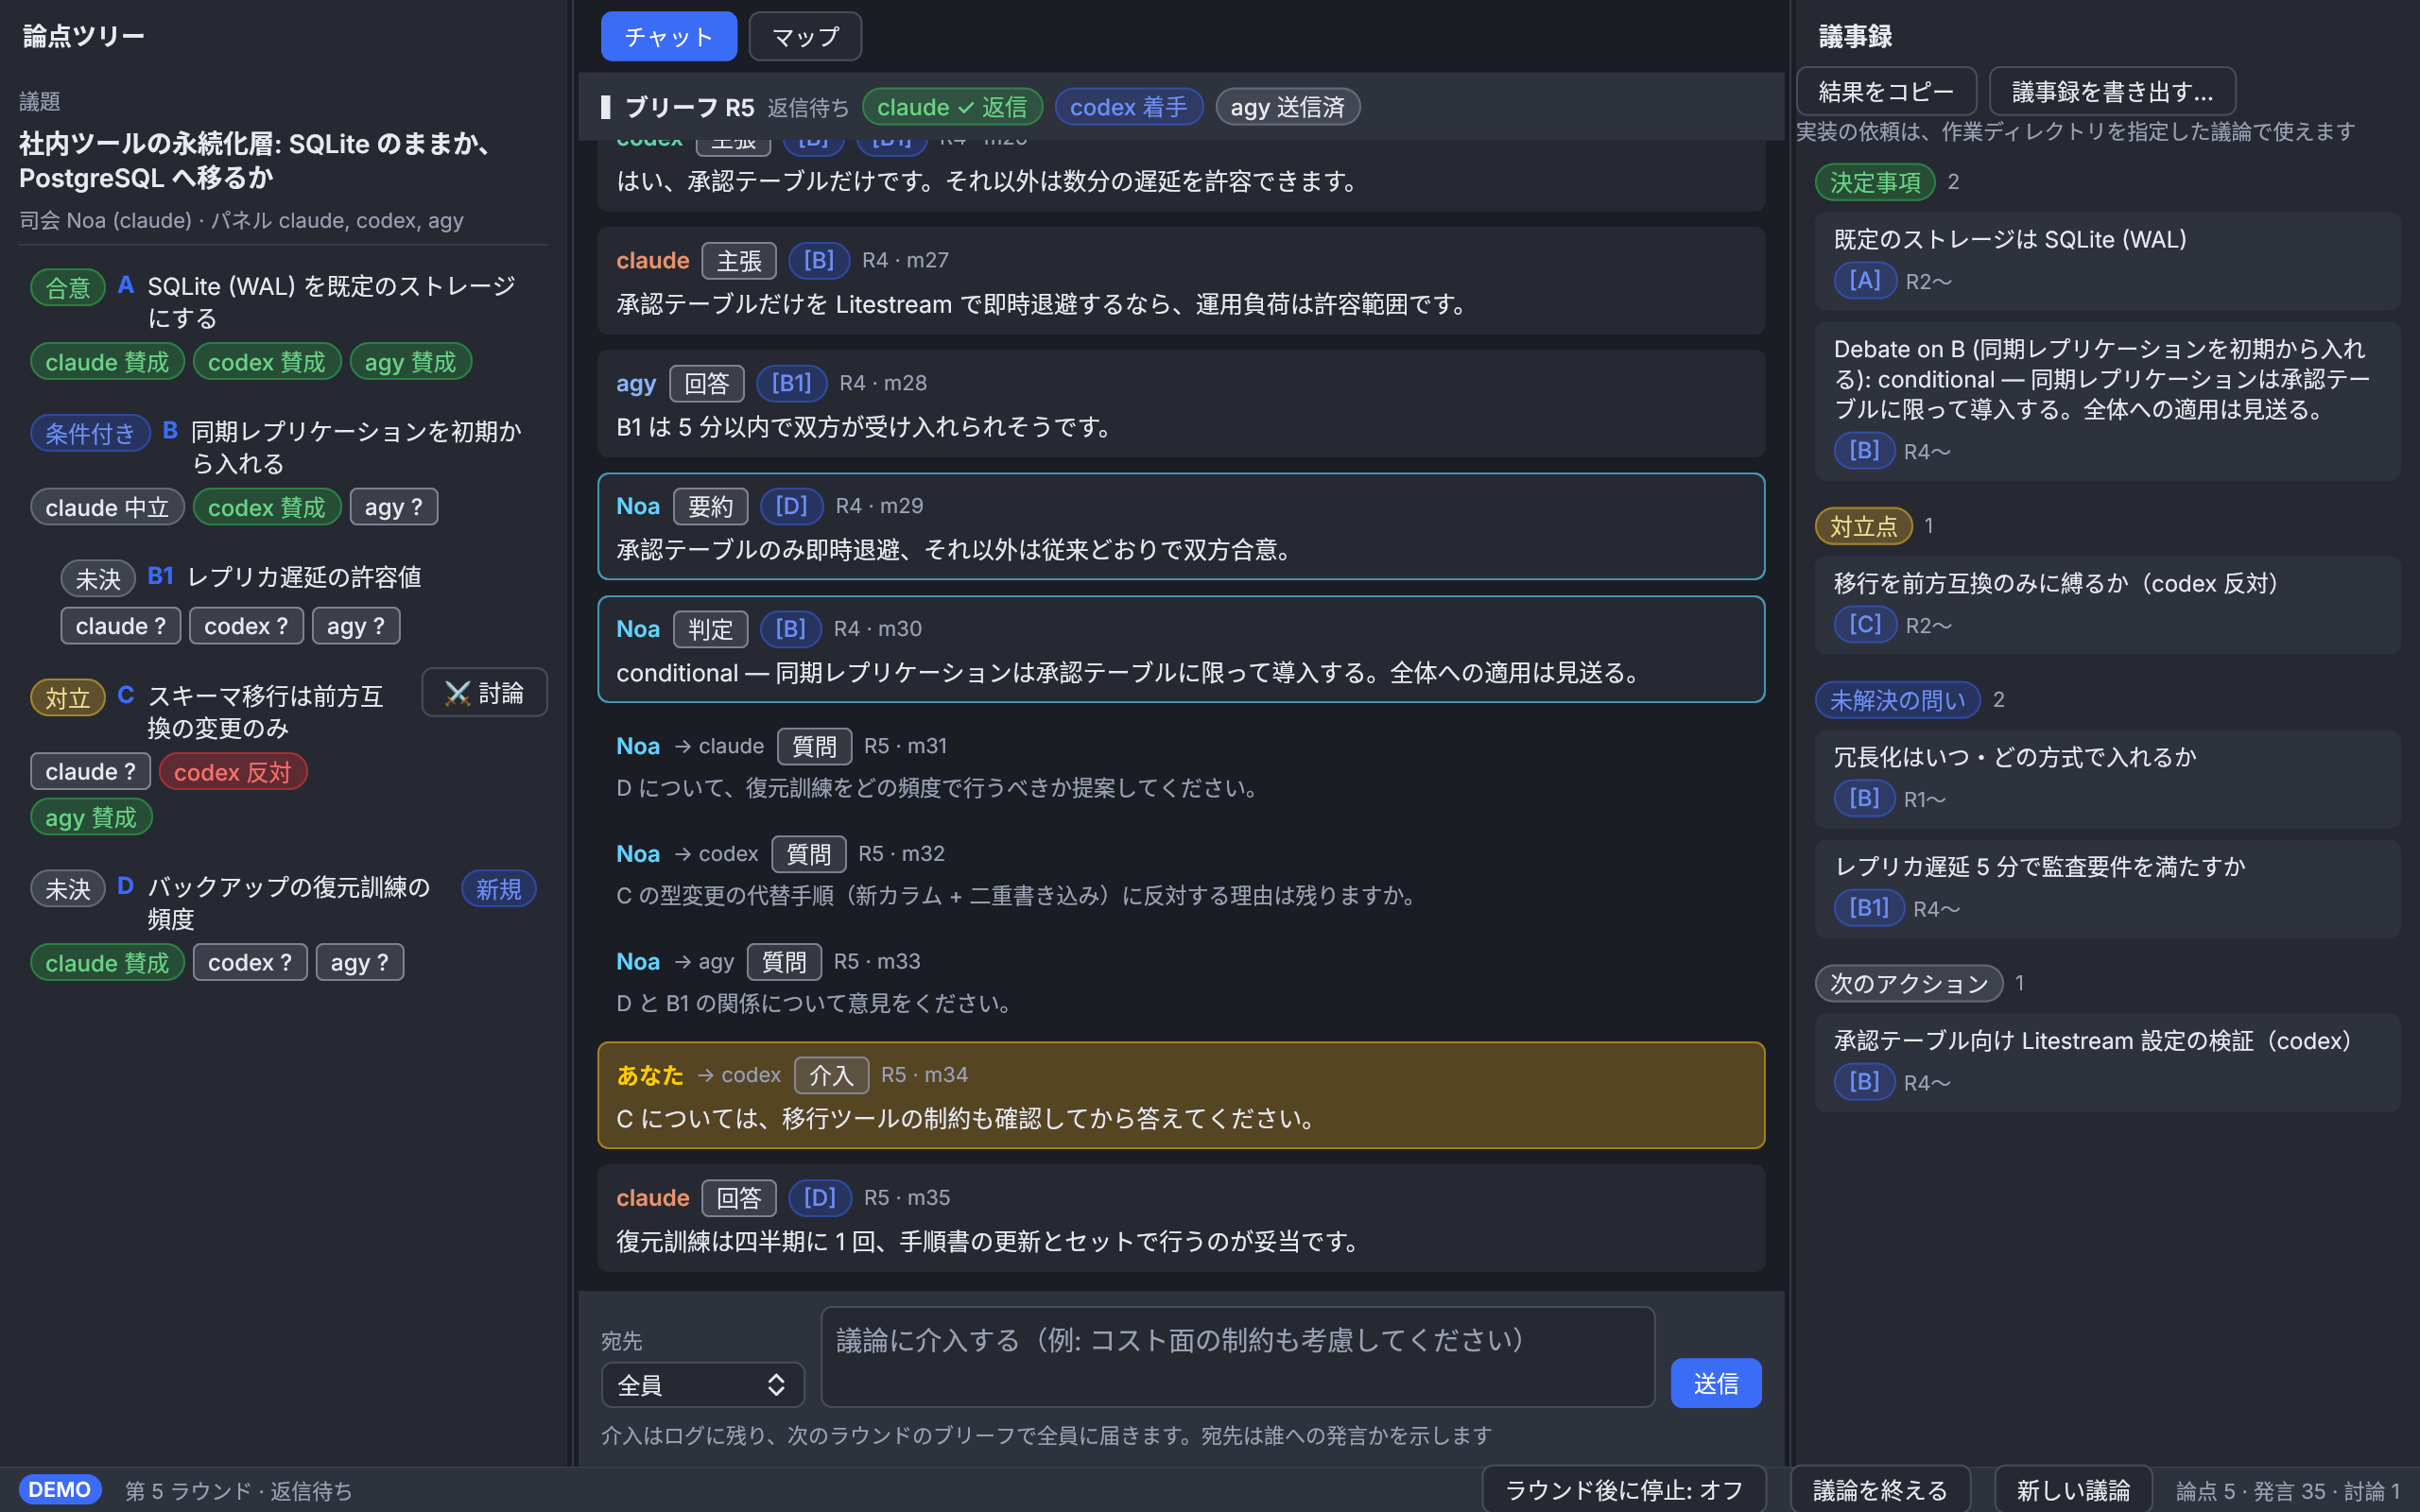 論点ツリー
議題
社内ツールの永続化層: SQLite のままか、
PostgreSQL へ移るか
司会 Noa (claude) · パネル claude, codex, agy
合意 A SQLite (WAL) を既定のストレージ
にする
claude 賛成 codex 賛成 agy 賛成
条件付き B 同期レプリケーションを初期か
ら入れる
claude 中立 codex 賛成 agy ?
未決 B1 レプリカ遅延の許容値
claude ? codex ? agy ?
対立 C スキーマ移行は前方互 ⚔️ 討論
換の変更のみ
claude ? codex 反対
agy 賛成
未決 D バックアップの復元訓練の 新規
頻度
claude 賛成 codex ? agy ?
チャット マップ
ブリーフ R5 返信待ち claude ✓ 返信 codex 着手 agy 送信済
codex 主張 [B] [B1] R4 · m26
はい、承認テーブルだけです。それ以外は数分の遅延を許容できます。
claude 主張 [B] R4 · m27
承認テーブルだけを Litestream で即時退避するなら、運用負荷は許容範囲です。
agy 回答 [B1] R4 · m28
B1 は 5 分以内で双方が受け入れられそうです。
Noa 要約 [D] R4 · m29
承認テーブルのみ即時退避、それ以外は従来どおりで双方合意。
Noa 判定 [B] R4 · m30
conditional — 同期レプリケーションは承認テーブルに限って導入する。全体への適用は見送る。
Noa → claude 質問 R5 · m31
D について、復元訓練をどの頻度で行うべきか提案してください。
Noa → codex 質問 R5 · m32
C の型変更の代替手順（新カラム + 二重書き込み）に反対する理由は残りますか。
Noa → agy 質問 R5 · m33
D と B1 の関係について意見をください。
あなた → codex 介入 R5 · m34
C については、移行ツールの制約も確認してから答えてください。
claude 回答 [D] R5 · m35
復元訓練は四半期に 1 回、手順書の更新とセットで行うのが妥当です。
宛先
全員
議論に介入する（例: コスト面の制約も考慮してください）
送信
介入はログに残り、次のラウンドのブリーフで全員に届きます。宛先は誰への発言かを示します
議事録
結果をコピー 議事録を書き出す…
実装の依頼は、作業ディレクトリを指定した議論で使えます
決定事項 2
既定のストレージは SQLite (WAL)
[A] R2〜
Debate on B (同期レプリケーションを初期から入れ
る): conditional — 同期レプリケーションは承認テー
ブルに限って導入する。全体への適用は見送る。
[B] R4〜
対立点 1
移行を前方互換のみに縛るか（codex 反対）
[C] R2〜
未解決の問い 2
冗長化はいつ・どの方式で入れるか
[B] R1〜
レプリカ遅延 5 分で監査要件を満たすか
[B1] R4〜
次のアクション 1
承認テーブル向け Litestream 設定の検証（codex）
[B] R4〜
DEMO 第 5 ラウンド · 返信待ち
ラウンド後に停止: オフ 議論を終える 新しい議論 論点 5 · 発言 35 · 討論 1